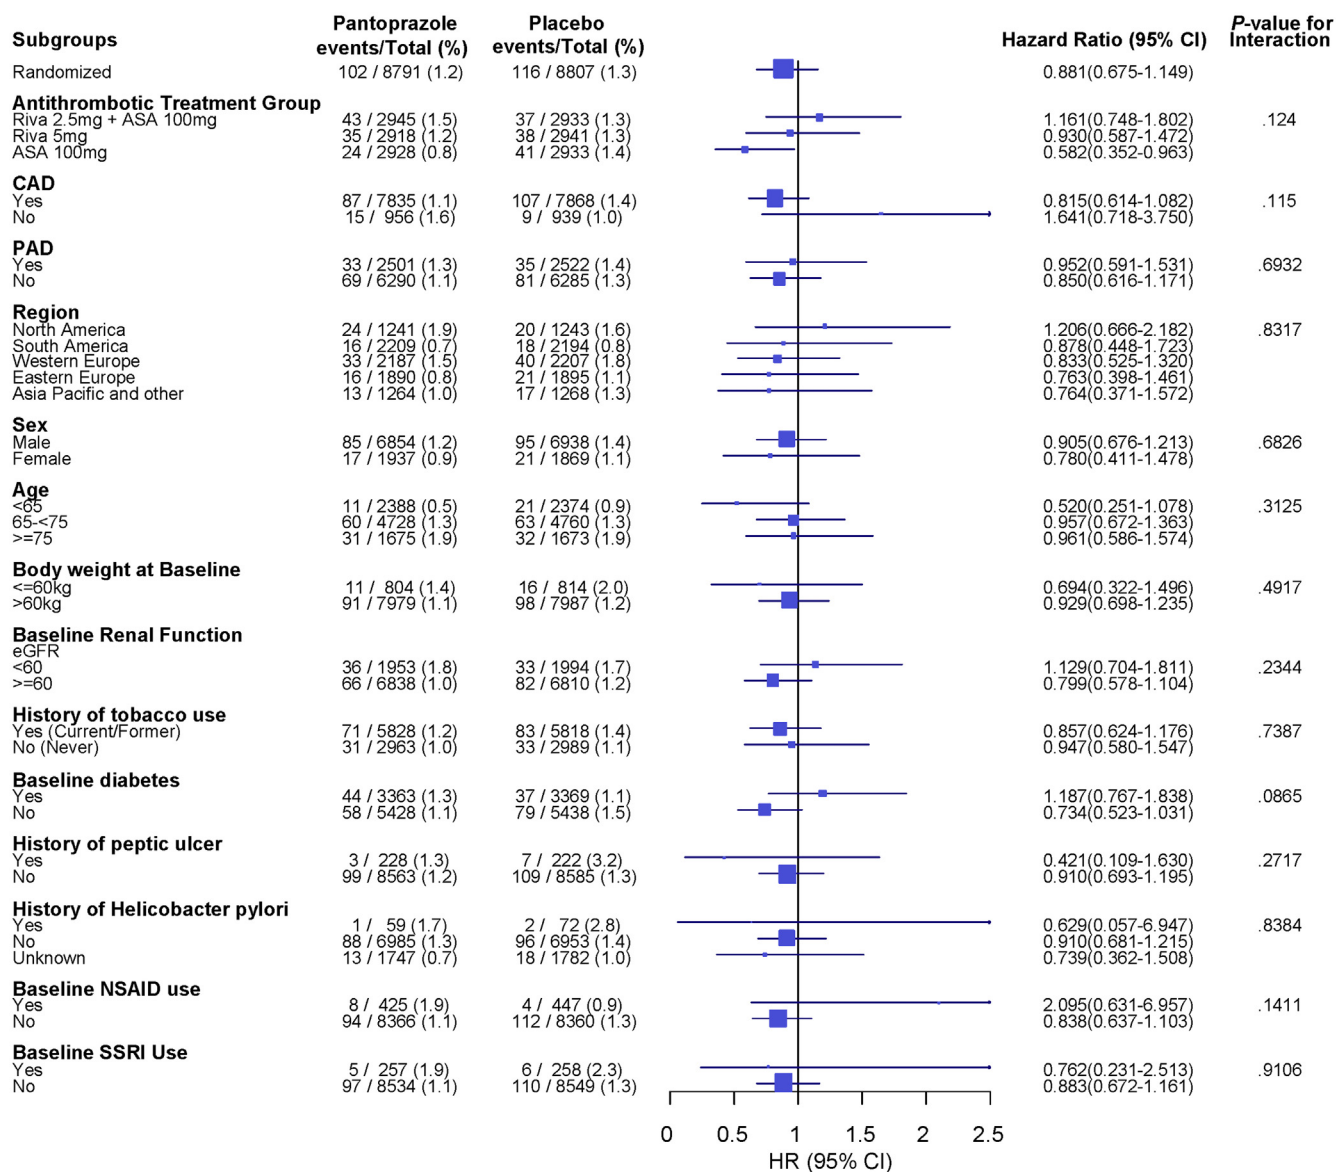 Subgroups Pantoprazole events/Total (%) Placebo events/Total (%) Hazard Ratio (95% CI) P-value for Interaction
Randomized 102 / 8791 (1.2) 116 / 8807 (1.3) 0.881(0.675-1.149)
Antithrombotic Treatment Group
Riva 2.5mg + ASA 100mg 43 / 2945 (1.5) 37 / 2933 (1.3) 1.161(0.748-1.802) .124
Riva 5mg 35 / 2918 (1.2) 38 / 2941 (1.3) 0.930(0.587-1.472)
ASA 100mg 24 / 2928 (0.8) 41 / 2933 (1.4) 0.582(0.352-0.963)
CAD
Yes 87 / 7835 (1.1) 107 / 7868 (1.4) 0.815(0.614-1.082) .115
No 15 / 956 (1.6) 9 / 939 (1.0) 1.641(0.718-3.750)
PAD
Yes 33 / 2501 (1.3) 35 / 2522 (1.4) 0.952(0.591-1.531) .6932
No 69 / 6290 (1.1) 81 / 6285 (1.3) 0.850(0.616-1.171)
Region
North America 24 / 1241 (1.9) 20 / 1243 (1.6) 1.206(0.666-2.182) .8317
South America 16 / 2209 (0.7) 18 / 2194 (0.8) 0.878(0.448-1.723)
Western Europe 33 / 2187 (1.5) 40 / 2207 (1.8) 0.833(0.525-1.320)
Eastern Europe 16 / 1890 (0.8) 21 / 1895 (1.1) 0.763(0.398-1.461)
Asia Pacific and other 13 / 1264 (1.0) 17 / 1268 (1.3) 0.764(0.371-1.572)
Sex
Male 85 / 6854 (1.2) 95 / 6938 (1.4) 0.905(0.676-1.213) .6826
Female 17 / 1937 (0.9) 21 / 1869 (1.1) 0.780(0.411-1.478)
Age
<65 11 / 2388 (0.5) 21 / 2374 (0.9) 0.520(0.251-1.078) .3125
65-<75 60 / 4728 (1.3) 63 / 4760 (1.3) 0.957(0.672-1.363)
>=75 31 / 1675 (1.9) 32 / 1673 (1.9) 0.961(0.586-1.574)
Body weight at Baseline
<=60kg 11 / 804 (1.4) 16 / 814 (2.0) 0.694(0.322-1.496) .4917
>60kg 91 / 7979 (1.1) 98 / 7987 (1.2) 0.929(0.698-1.235)
Baseline Renal Function
eGFR
<60 36 / 1953 (1.8) 33 / 1994 (1.7) 1.129(0.704-1.811) .2344
>=60 66 / 6838 (1.0) 82 / 6810 (1.2) 0.799(0.578-1.104)
History of tobacco use
Yes (Current/Former) 71 / 5828 (1.2) 83 / 5818 (1.4) 0.857(0.624-1.176) .7387
No (Never) 31 / 2963 (1.0) 33 / 2989 (1.1) 0.947(0.580-1.547)
Baseline diabetes
Yes 44 / 3363 (1.3) 37 / 3369 (1.1) 1.187(0.767-1.838) .0865
No 58 / 5428 (1.1) 79 / 5438 (1.5) 0.734(0.523-1.031)
History of peptic ulcer
Yes 3 / 228 (1.3) 7 / 222 (3.2) 0.421(0.109-1.630) .2717
No 99 / 8563 (1.2) 109 / 8585 (1.3) 0.910(0.693-1.195)
History of Helicobacter pylori
Yes 1 / 59 (1.7) 2 / 72 (2.8) 0.629(0.057-6.947) .8384
No 88 / 6985 (1.3) 96 / 6953 (1.4) 0.910(0.681-1.215)
Unknown 13 / 1747 (0.7) 18 / 1782 (1.0) 0.739(0.362-1.508)
Baseline NSAID use
Yes 8 / 425 (1.9) 4 / 447 (0.9) 2.095(0.631-6.957) .1411
No 94 / 8366 (1.1) 112 / 8360 (1.3) 0.838(0.637-1.103)
Baseline SSRI Use
Yes 5 / 257 (1.9) 6 / 258 (2.3) 0.762(0.231-2.513) .9106
No 97 / 8534 (1.1) 110 / 8549 (1.3) 0.883(0.672-1.161)
0 0.5 1 1.5 2 2.5
HR (95% CI)